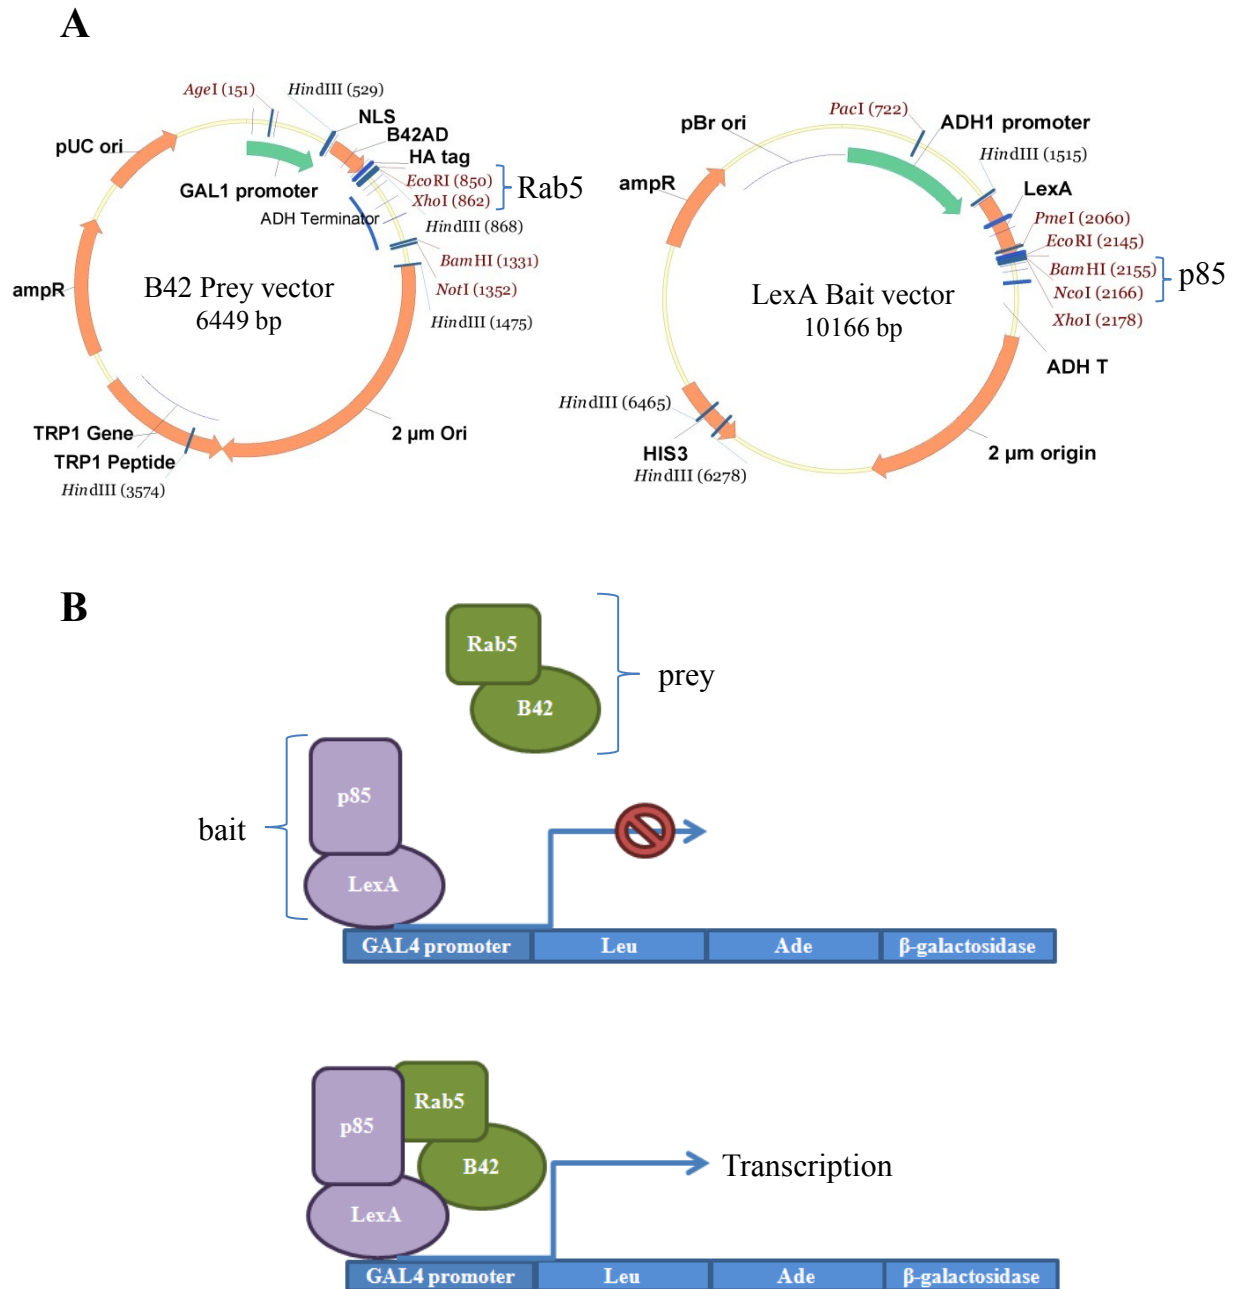 A
AgeI (151)
HindIII (529)
NLS
B42AD
HA tag
EcoRI (850)
XhoI (862)
Rab5
HindIII (868)
BamHI (1331)
NotI (1352)
HindIII (1475)
pUC ori
GAL1 promoter
ADH Terminator
ampR
B42 Prey vector
6449 bp
TRP1 Gene
TRP1 Peptide
HindIII (3574)
2 µm Ori
PacI (722)
pBr ori
ADH1 promoter
HindIII (1515)
ampR
LexA
PmeI (2060)
EcoRI (2145)
BamHI (2155)
NcoI (2166)
XhoI (2178)
p85
LexA Bait vector
10166 bp
ADH T
HindIII (6465)
HIS3
HindIII (6278)
2 µm origin
B
Rab5
B42
prey
p85
bait
LexA
GAL4 promoter Leu Ade β-galactosidase
Rab5
p85
B42
Transcription
LexA
GAL4 promoter Leu Ade β-galactosidase